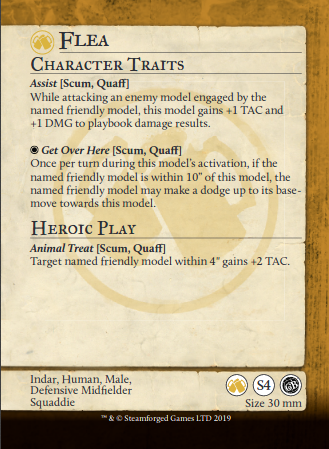 Flea
Character Traits
Assist [Scum, Quaff]
While attacking an enemy model engaged by the
named friendly model, this model gains +1 TAC and
+1 DMG to playbook damage results.
Get Over Here [Scum, Quaff]
Once per turn during this model's activation, if the
named friendly model is within 10" of this model, the
named friendly model may make a dodge up to its base-
move towards this model.
Heroic Play
Animal Treat [Scum, Quaff]
Target named friendly model within 4" gains +2 TAC.
Indar, Human, Male,
Defensive Midfielder
Squaddie
S4
Size 30 mm
™ & © Steamforged Games LTD 2019